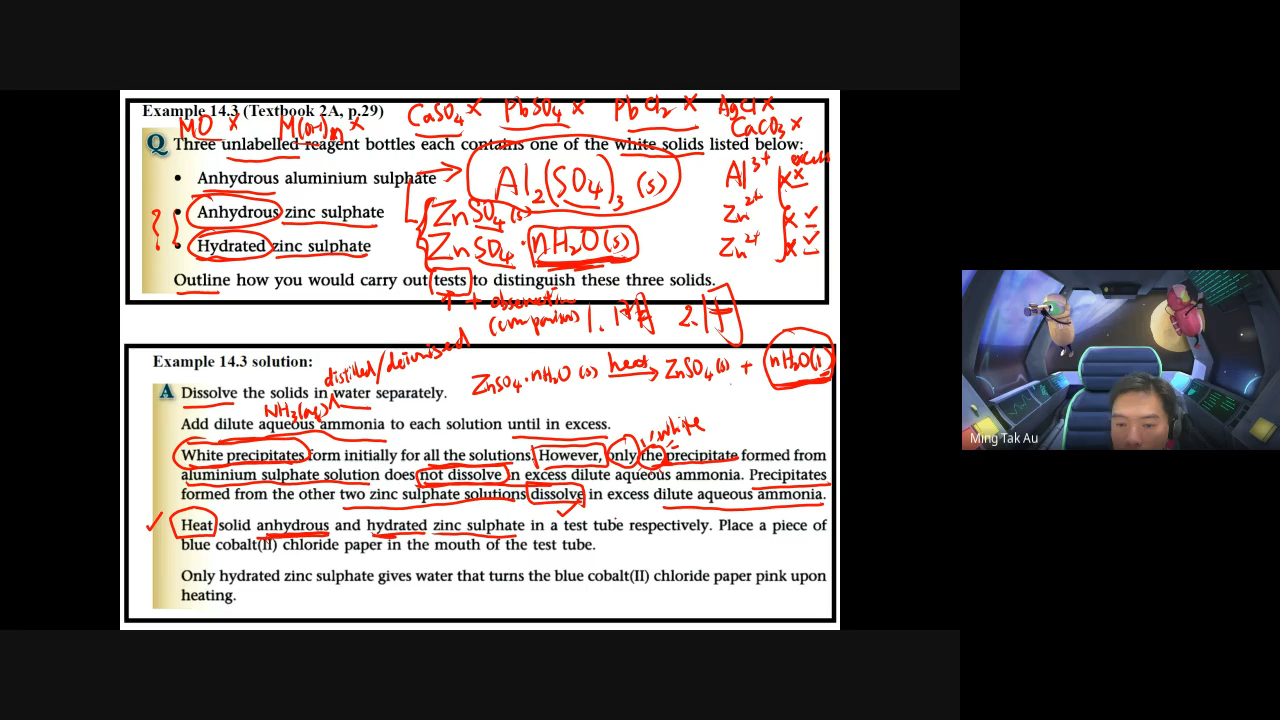 Example 14.3 (Textbook 2A, p.29)
CaSO4 × PbSO4 × PbCl2 × AgCl ×
MO × M(OH)n × CaCO3 ×
Q Three unlabelled reagent bottles each contains one of the white solids listed below:
• Anhydrous aluminium sulphate Al2(SO4)3 (s) Al3+ ×× excess
• Anhydrous zinc sulphate ZnSO4 (s) Zn2+ × ✓
• Hydrated zinc sulphate ZnSO4 · nH2O(s) Zn2+ × ✓
Outline how you would carry out tests to distinguish these three solids.
+ observation
(comparison) 1. 2.
Example 14.3 solution:
distilled/deionised
ZnSO4 · nH2O (s) heat → ZnSO4 (s) + nH2O(l)
A Dissolve the solids in water separately.
NH3(aq)
Add dilute aqueous ammonia to each solution until in excess.
white
White precipitates form initially for all the solutions. However, only the precipitate formed from
aluminium sulphate solution does not dissolve in excess dilute aqueous ammonia. Precipitates
formed from the other two zinc sulphate solutions dissolve in excess dilute aqueous ammonia.
✓ Heat solid anhydrous and hydrated zinc sulphate in a test tube respectively. Place a piece of
blue cobalt(II) chloride paper in the mouth of the test tube.
Only hydrated zinc sulphate gives water that turns the blue cobalt(II) chloride paper pink upon
heating.
Ming Tak Au